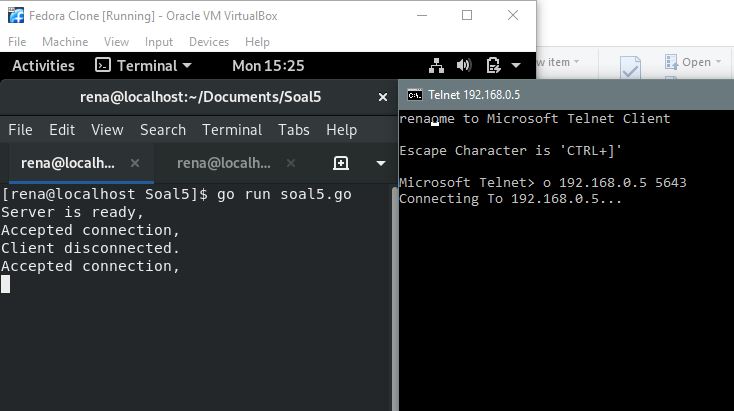 Fedora Clone [Running] - Oracle VM VirtualBox
File Machine View Input Devices Help
Activities Terminal Mon 15:25
rena@localhost:~/Documents/Soal5
File Edit View Search Terminal Tabs Help
rena@localh... rena@localh...
[rena@localhost Soal5]$ go run soal5.go
Server is ready,
Accepted connection,
Client disconnected.
Accepted connection,
item
Open
Telnet 192.168.0.5
renaome to Microsoft Telnet Client
Escape Character is 'CTRL+]'
Microsoft Telnet> o 192.168.0.5 5643
Connecting To 192.168.0.5...